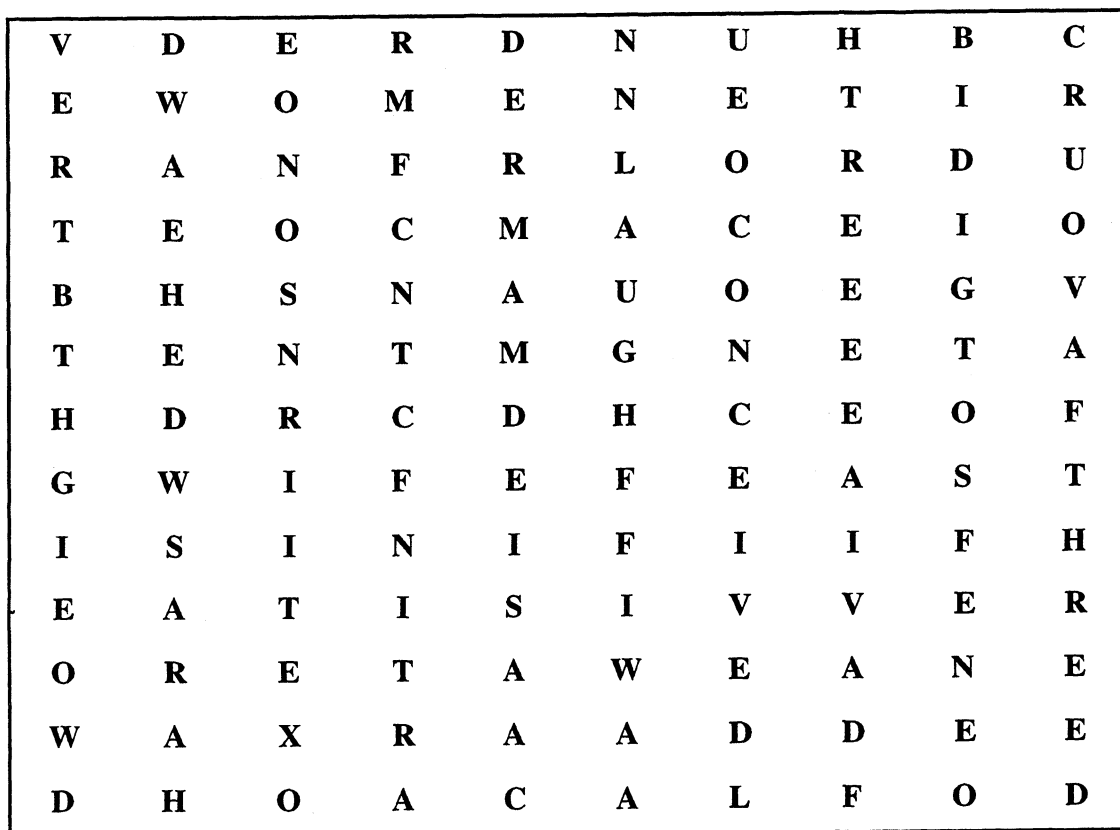 V D E R D N U H B C
E W O M E N E T I R
R A N F R L O R D U
T E O C M A C E I O
B H S N A U O E G V
T E N T M G N E T A
H D R C D H C E O F
G W I F E F E A S T
I S I N I F I I F H
E A T I S I V V E R
O R E T A W E A N E
W A X R A A D D E E
D H O A C A L F O D